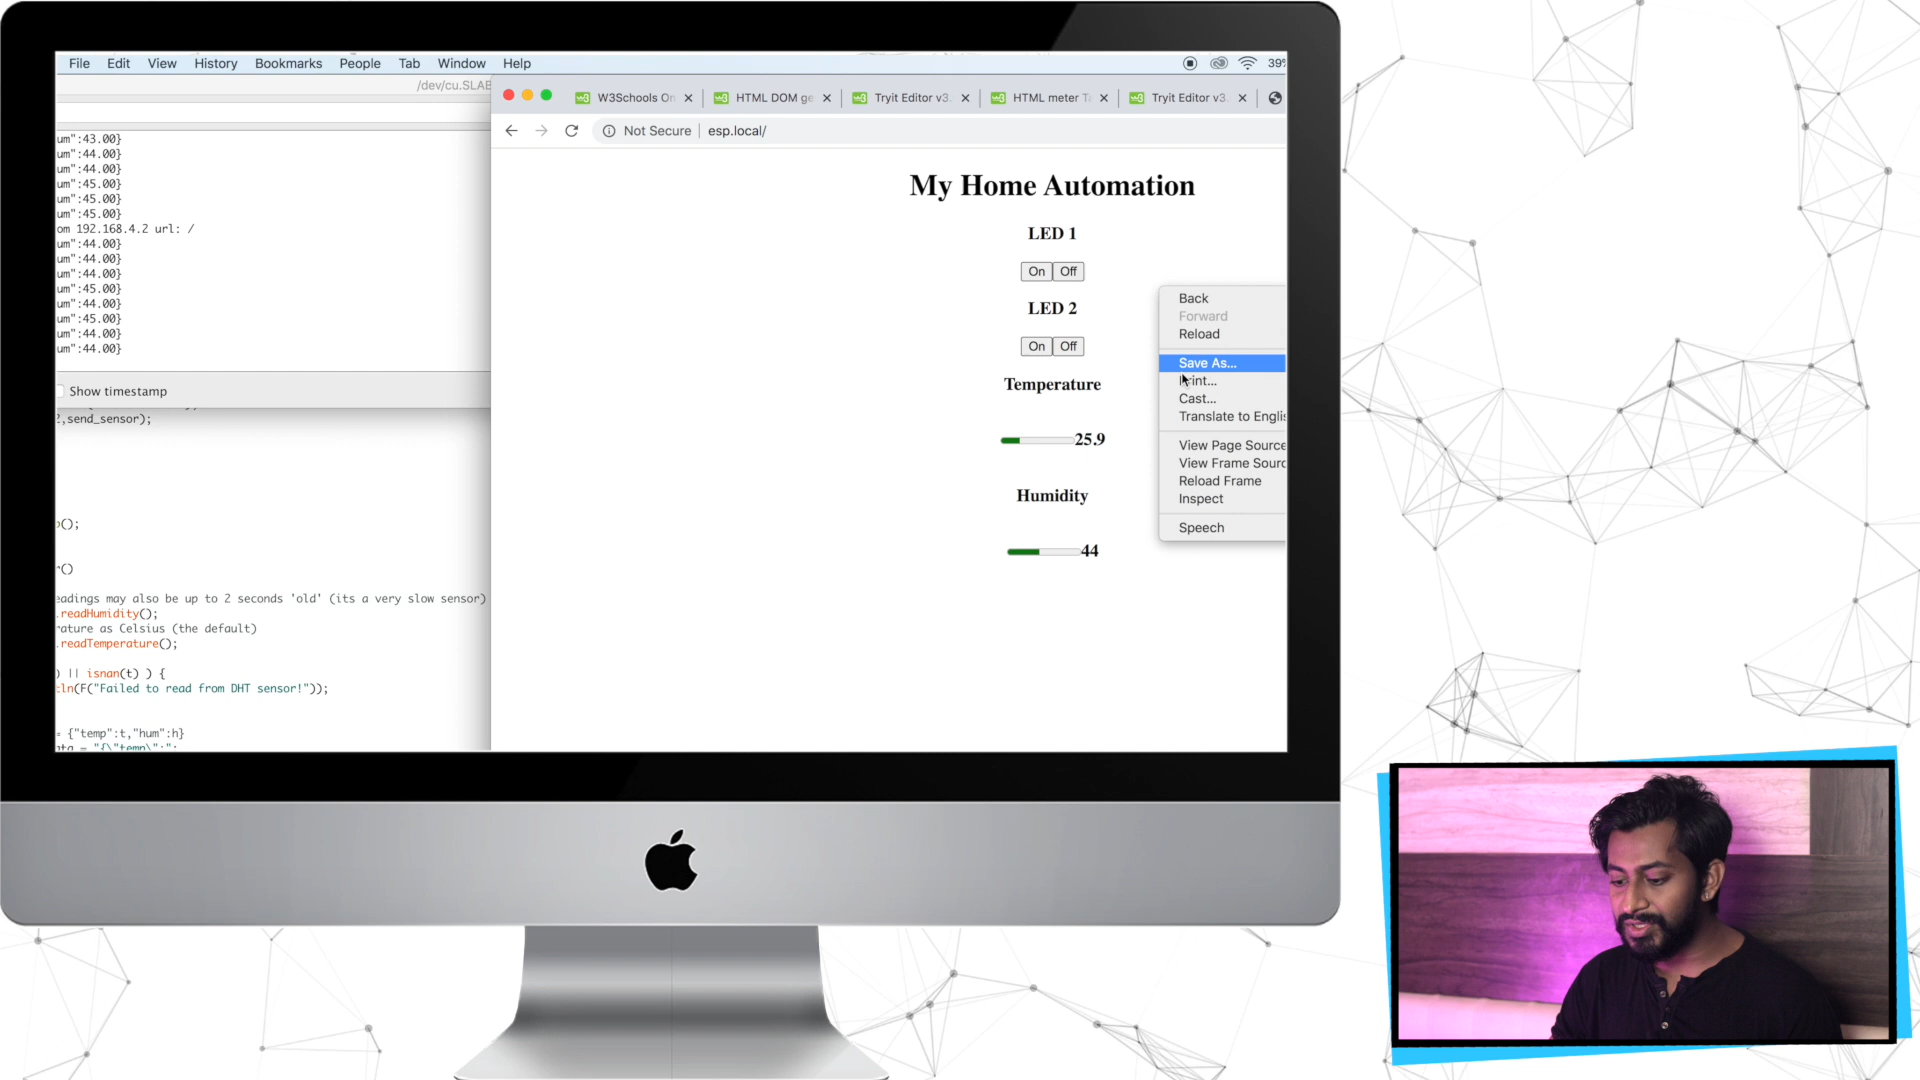 File Edit View History Bookmarks People Tab Window Help
39%
/dev/cu.SLAB
W3Schools On
HTML DOM ge
Tryit Editor v3.
HTML meter T
Tryit Editor v3.
Not Secure | esp.local/
um":43.00}
um":44.00}
um":44.00}
um":45.00}
um":45.00}
um":45.00}
om 192.168.4.2 url: /
um":44.00}
um":44.00}
um":44.00}
um":45.00}
um":44.00}
um":45.00}
um":44.00}
um":44.00}
Show timestamp
2,send_sensor);
();
r()
eadings may also be up to 2 seconds 'old' (its a very slow sensor)
.readHumidity();
rature as Celsius (the default)
.readTemperature();
) || isnan(t) ) {
ln(F("Failed to read from DHT sensor!"));
= {"temp":t,"hum":h}
ata = "{\"temp\":";
My Home Automation
LED 1
On Off
LED 2
On Off
Temperature
25.9
Humidity
44
Back
Forward
Reload
Save As...
Print...
Cast...
Translate to Englis
View Page Source
View Frame Sourc
Reload Frame
Inspect
Speech